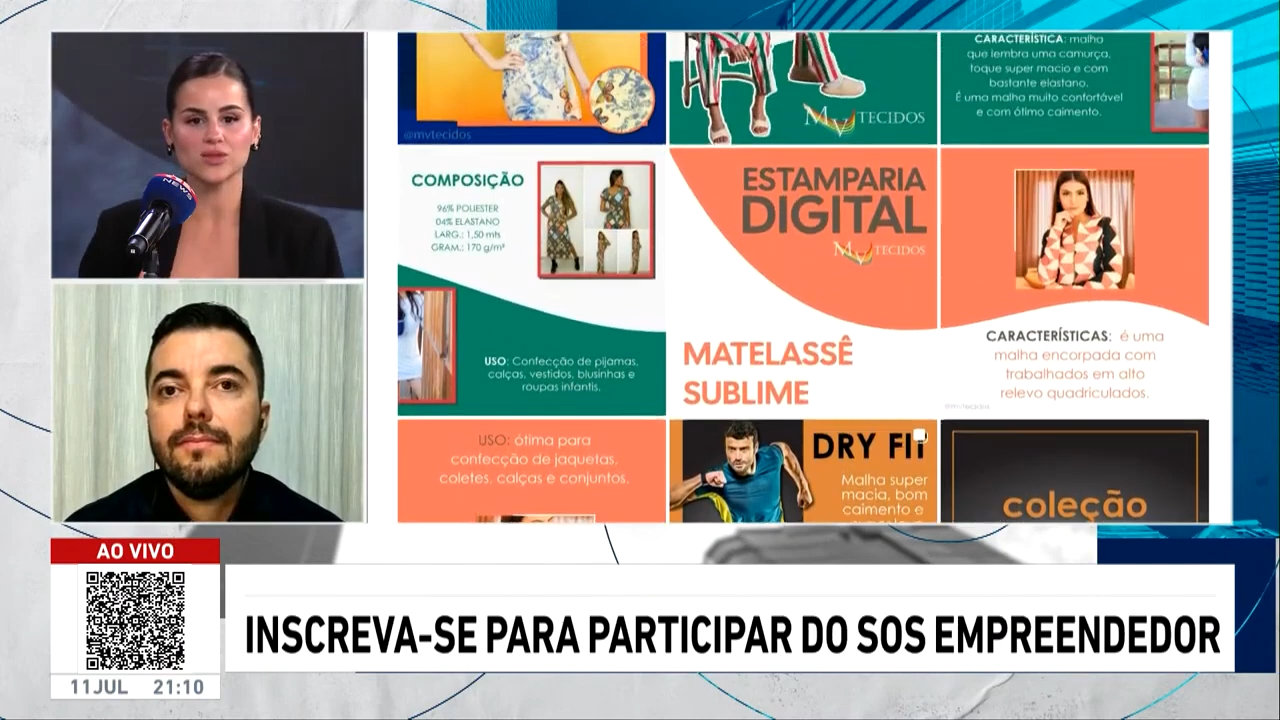 NEWS
@mvtecidos
MV TECIDOS
CARACTERÍSTICA: malha
que lembra uma camurça,
toque super macio e com
bastante elastano.
É uma malha muito confortável
e com ótimo caimento.
COMPOSIÇÃO
96% POLIESTER
04% ELASTANO
LARG.: 1,50 mts
GRAM.: 170 g/m²
USO: Confecção de pijamas,
calças, vestidos, blusinhas e
roupas infantis.
ESTAMPARIA
DIGITAL
MV TECIDOS
MATELASSÊ
SUBLIME
CARACTERÍSTICAS: é uma
malha encorpada com
trabalhados em alto
relevo quadriculados.
@mvtecidos
USO: ótima para
confecção de jaquetas,
coletes, calças e conjuntos.
DRY FIT
Malha super
macia, bom
caimento e
coleção
AO VIVO
11JUL 21:10
INSCREVA-SE PARA PARTICIPAR DO SOS EMPREENDEDOR